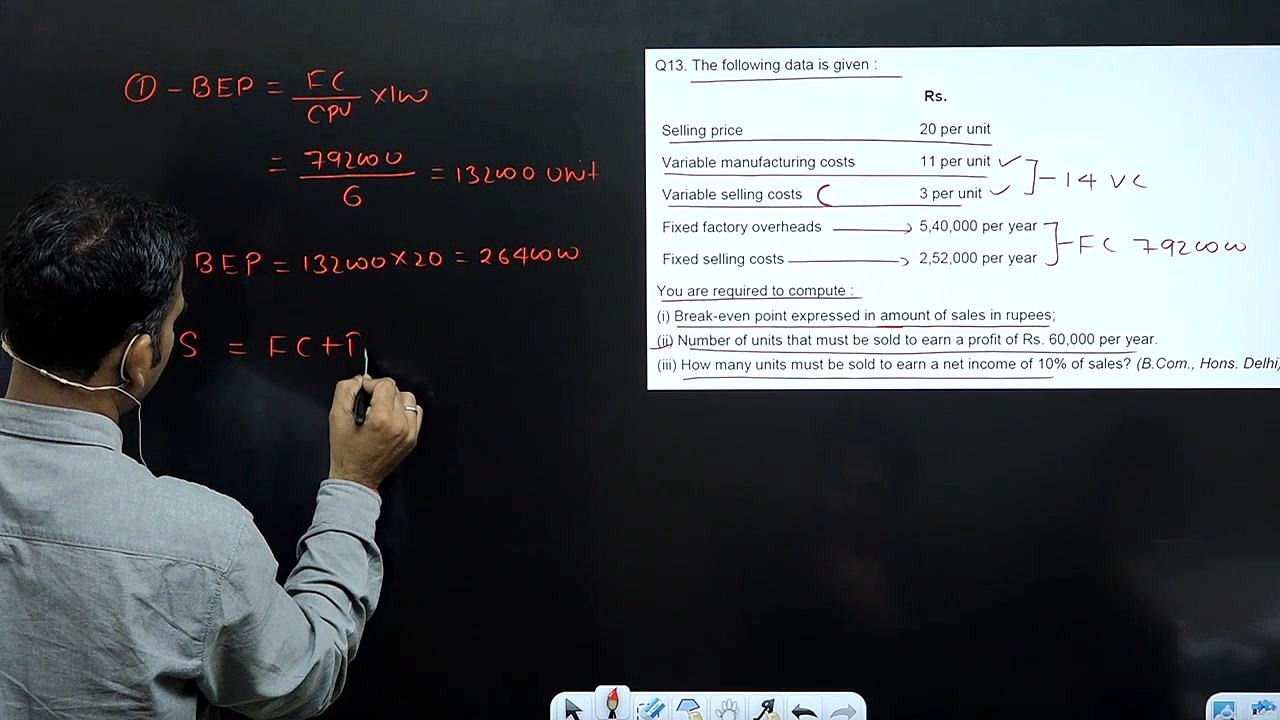 ① - BEP = FC / CPU × 100
= 792000 / 6 = 132000 Unit
BEP = 132000 × 20 = 2640000
S = FC +
Q13. The following data is given :
Rs.
Selling price 20 per unit
Variable manufacturing costs 11 per unit ✓
Variable selling costs 3 per unit ✓
- 14 VC
Fixed factory overheads → 5,40,000 per year
Fixed selling costs → 2,52,000 per year
- FC 792000
You are required to compute :
(i) Break-even point expressed in amount of sales in rupees;
(ii) Number of units that must be sold to earn a profit of Rs. 60,000 per year.
(iii) How many units must be sold to earn a net income of 10% of sales? (B.Com., Hons. Delhi)